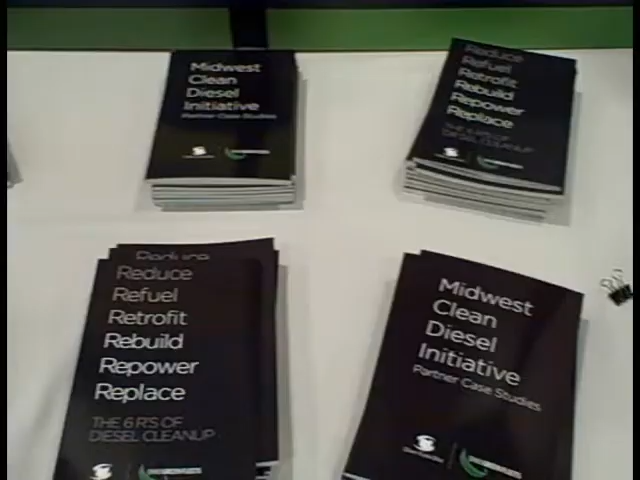 Midwest
Clean
Diesel
Initiative
Partner Case Studies
Reduce
Refuel
Retrofit
Rebuild
Repower
Replace
THE 6 R'S OF
DIESEL CLEANUP
Reduce
Reduce
Refuel
Retrofit
Rebuild
Repower
Replace
THE 6 R'S OF
DIESEL CLEANUP
Midwest
Clean
Diesel
Initiative
Partner Case Studies